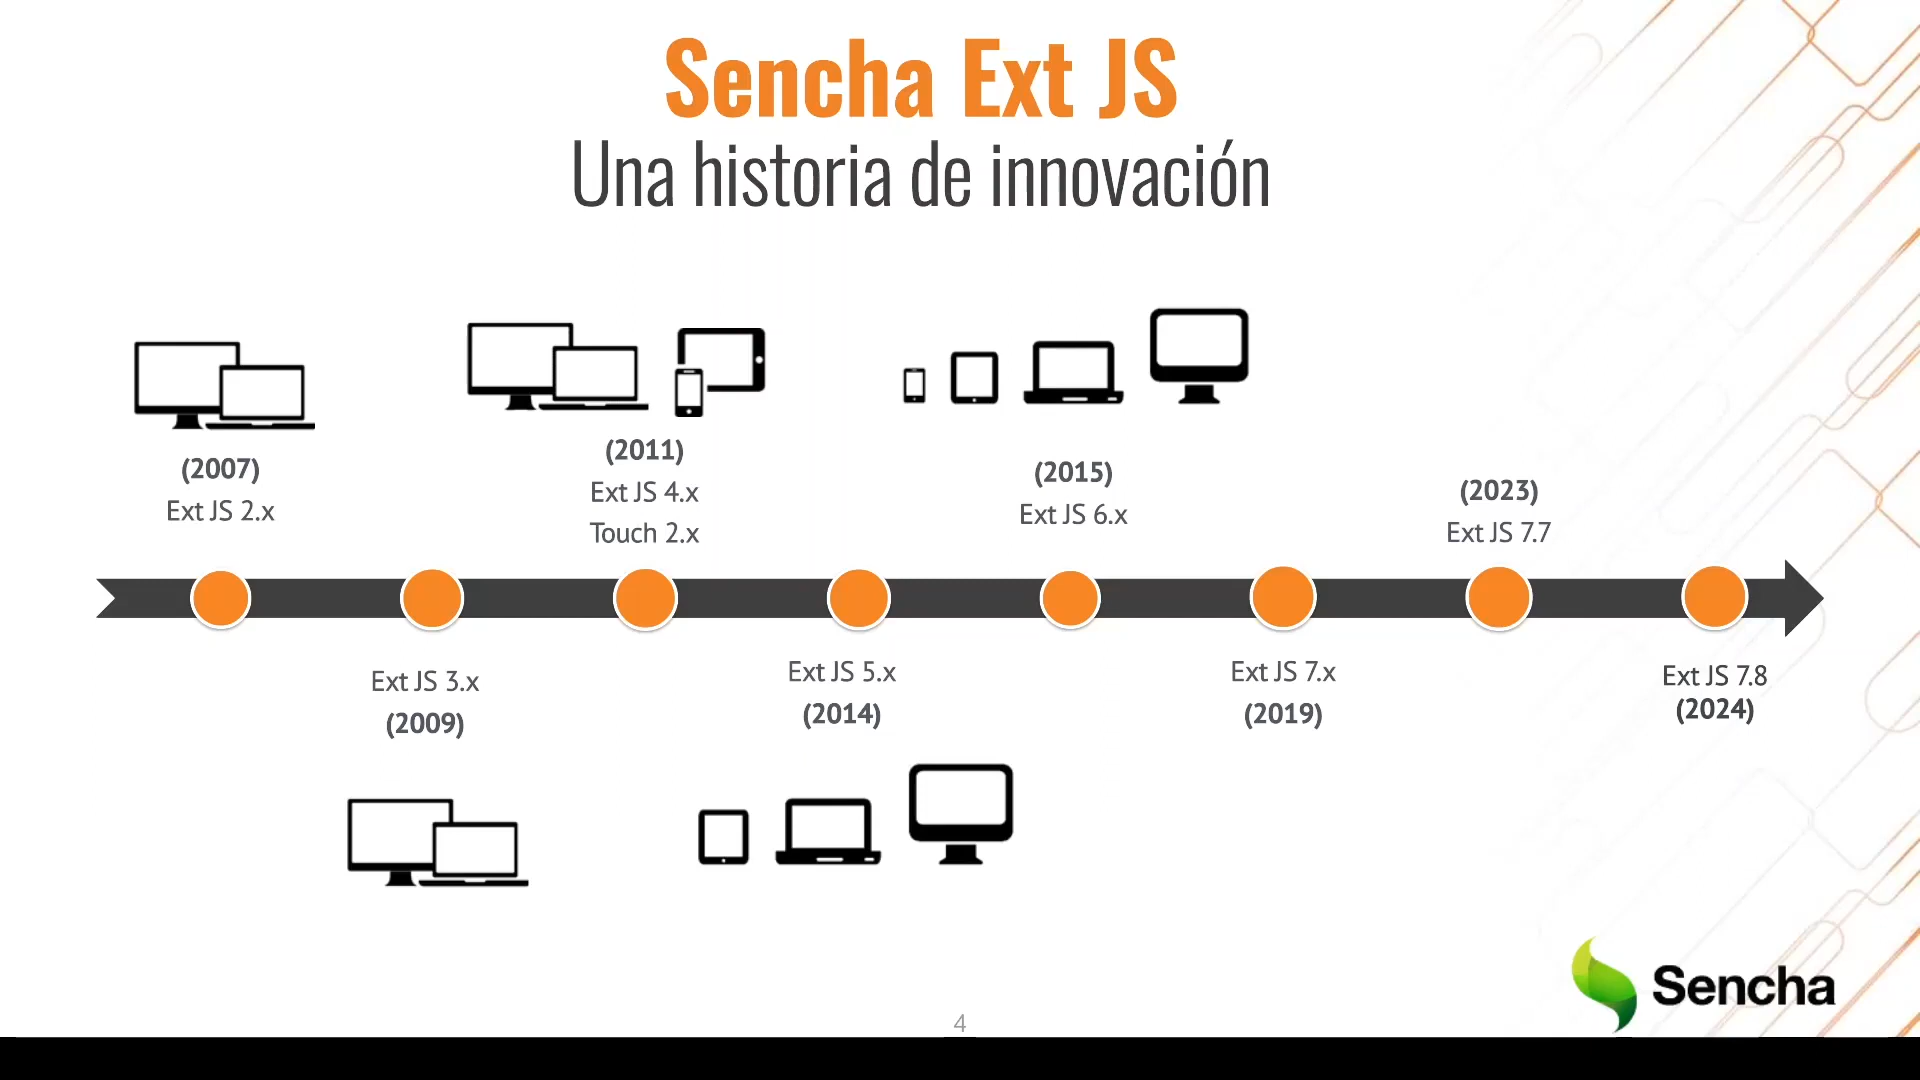 Sencha Ext JS
Una historia de innovación
(2007)
Ext JS 2.x
(2011)
Ext JS 4.x
Touch 2.x
(2015)
Ext JS 6.x
(2023)
Ext JS 7.7
Ext JS 3.x
(2009)
Ext JS 5.x
(2014)
Ext JS 7.x
(2019)
Ext JS 7.8
(2024)
Sencha
4